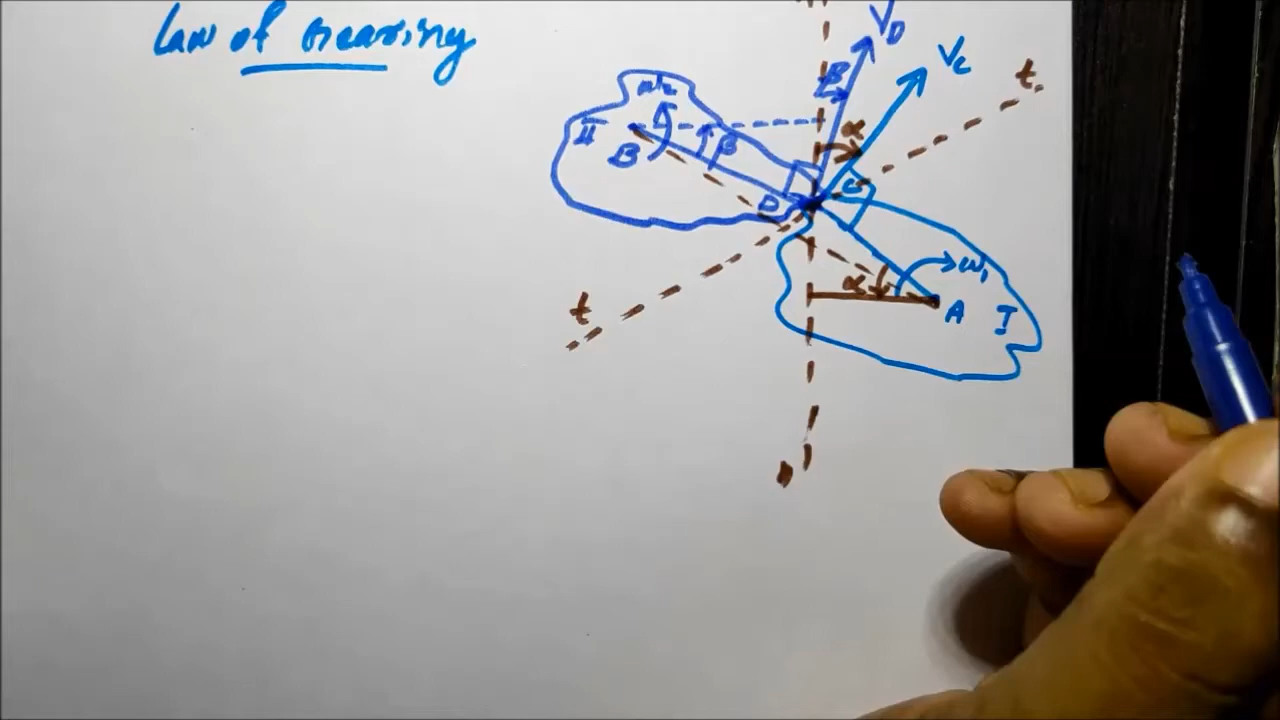 Law of Gearing
V_D
V_C
t
β
α
ω₂
II
B
β
D
C
ω₁
α
A
I
t